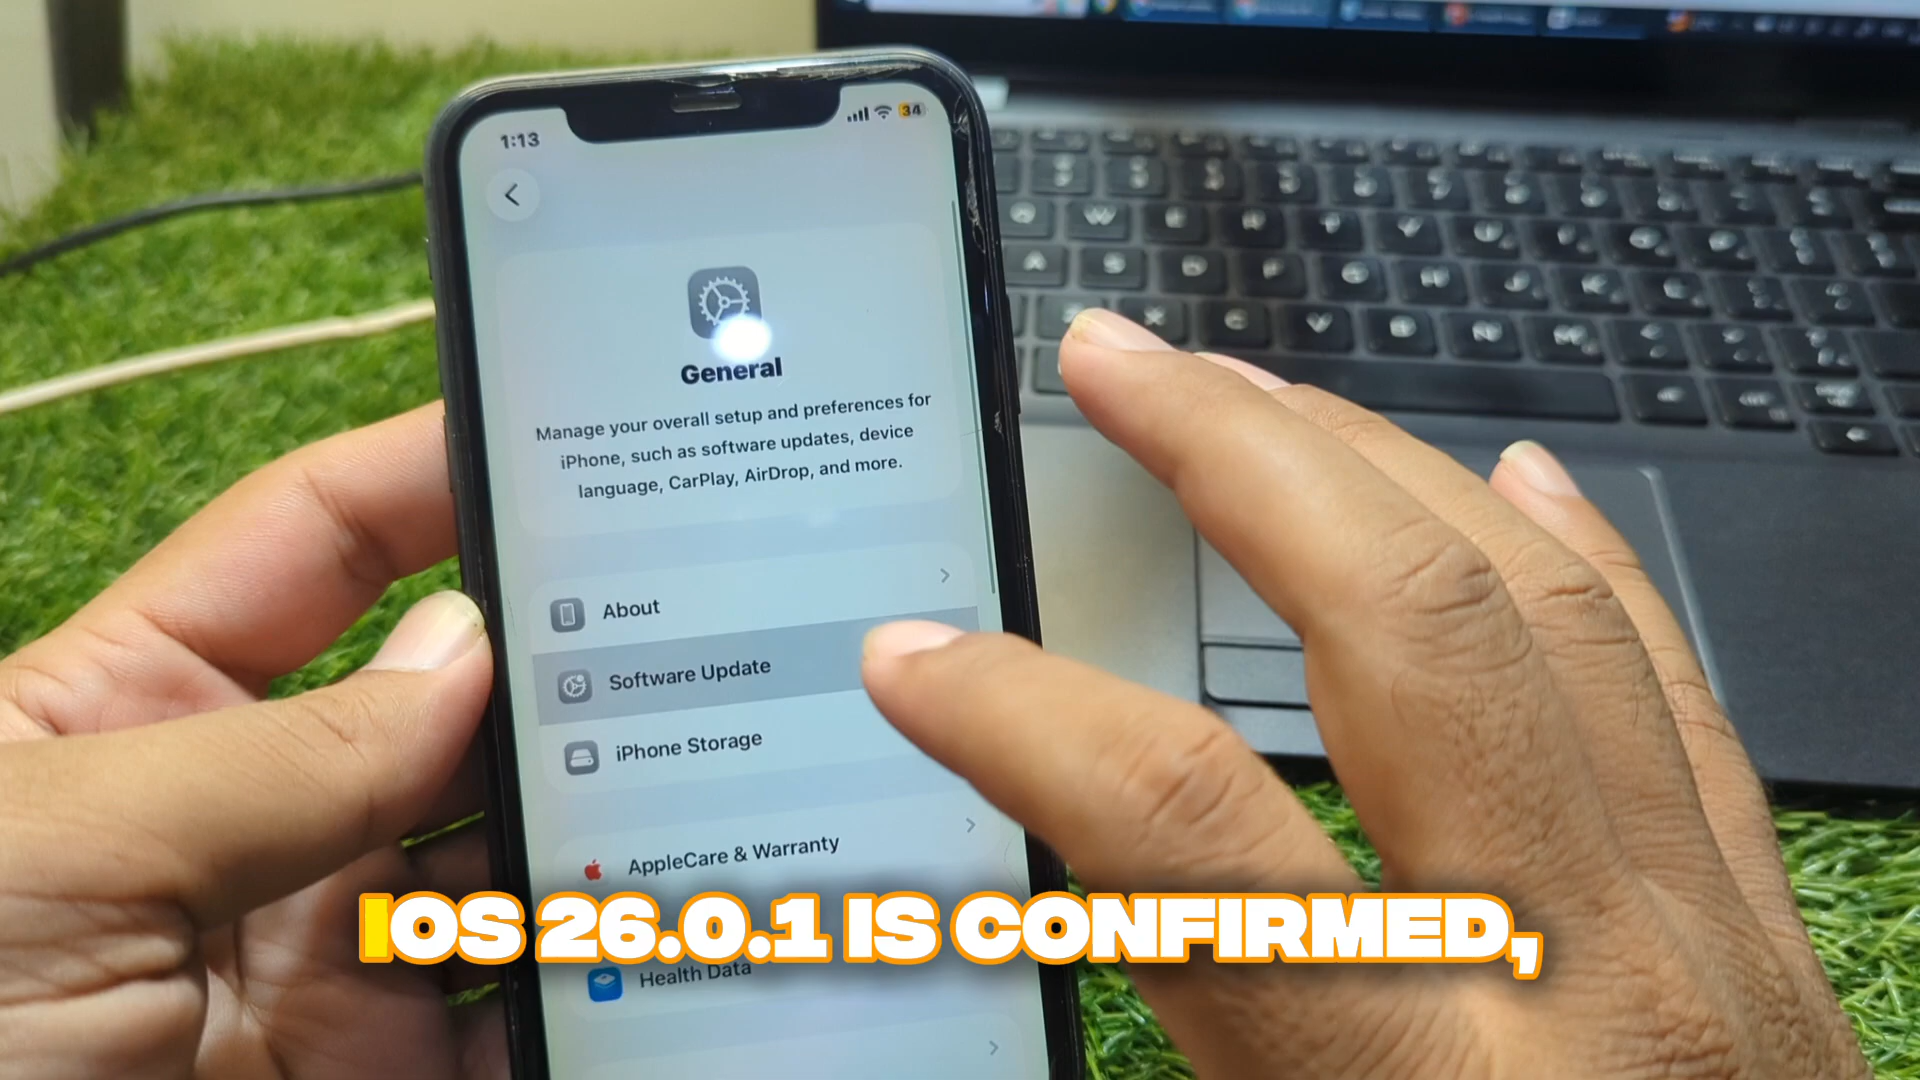 1:13
34
General
Manage your overall setup and preferences for
iPhone, such as software updates, device
language, CarPlay, AirDrop, and more.
About
Software Update
iPhone Storage
AppleCare & Warranty
IOS 26.0.1 IS CONFIRMED,
Health Data